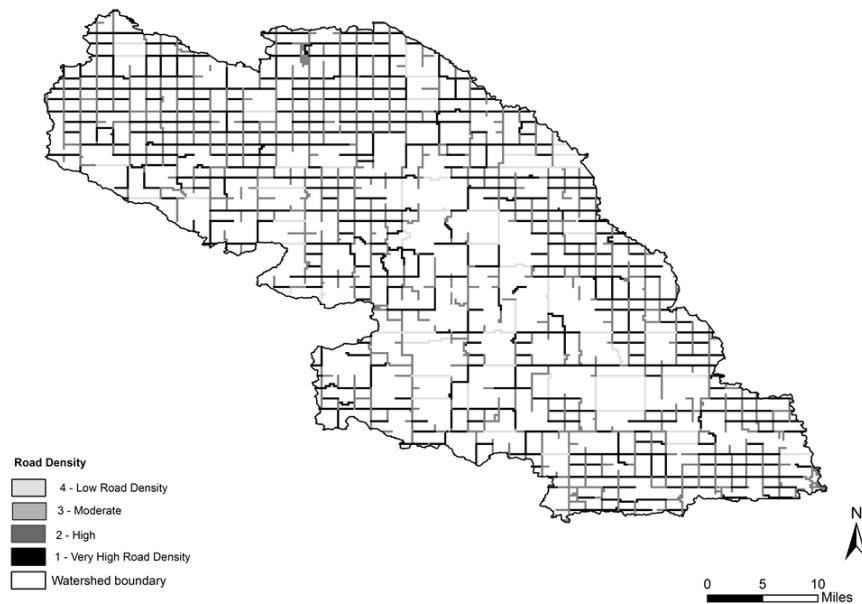 Road Density
4 - Low Road Density
3 - Moderate
2 - High
1 - Very High Road Density
Watershed boundary
N
0 5 10
Miles